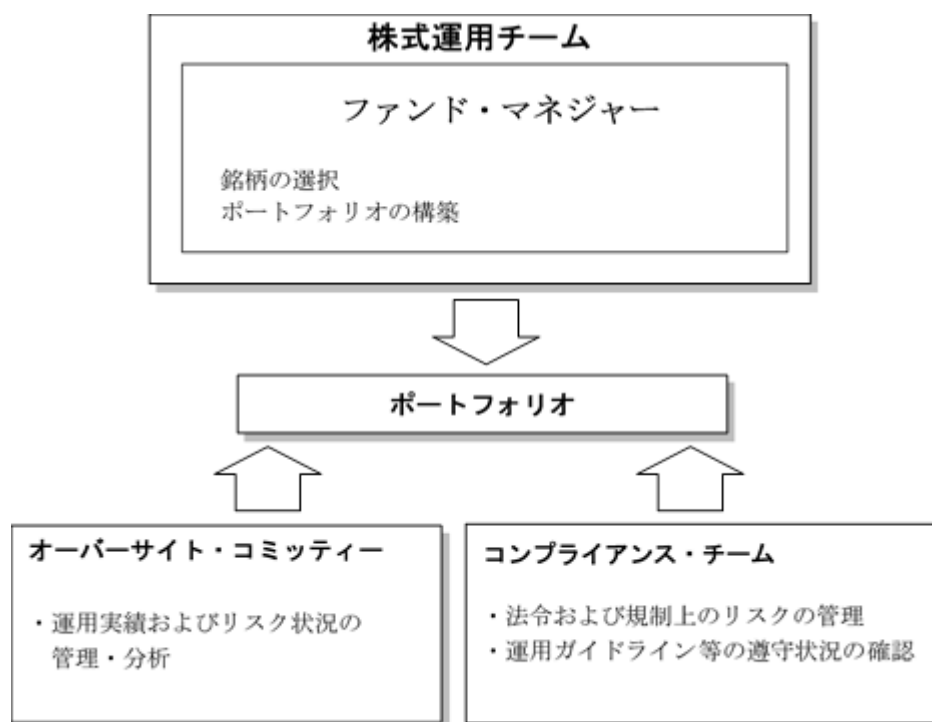 株式運用チーム
ファンド・マネジャー
銘柄の選択
ポートフォリオの構築
ポートフォリオ
オーバーサイト・コミッティー
・運用実績およびリスク状況の
管理・分析
コンプライアンス・チーム
・法令および規制上のリスクの管理
・運用ガイドライン等の遵守状況の確認